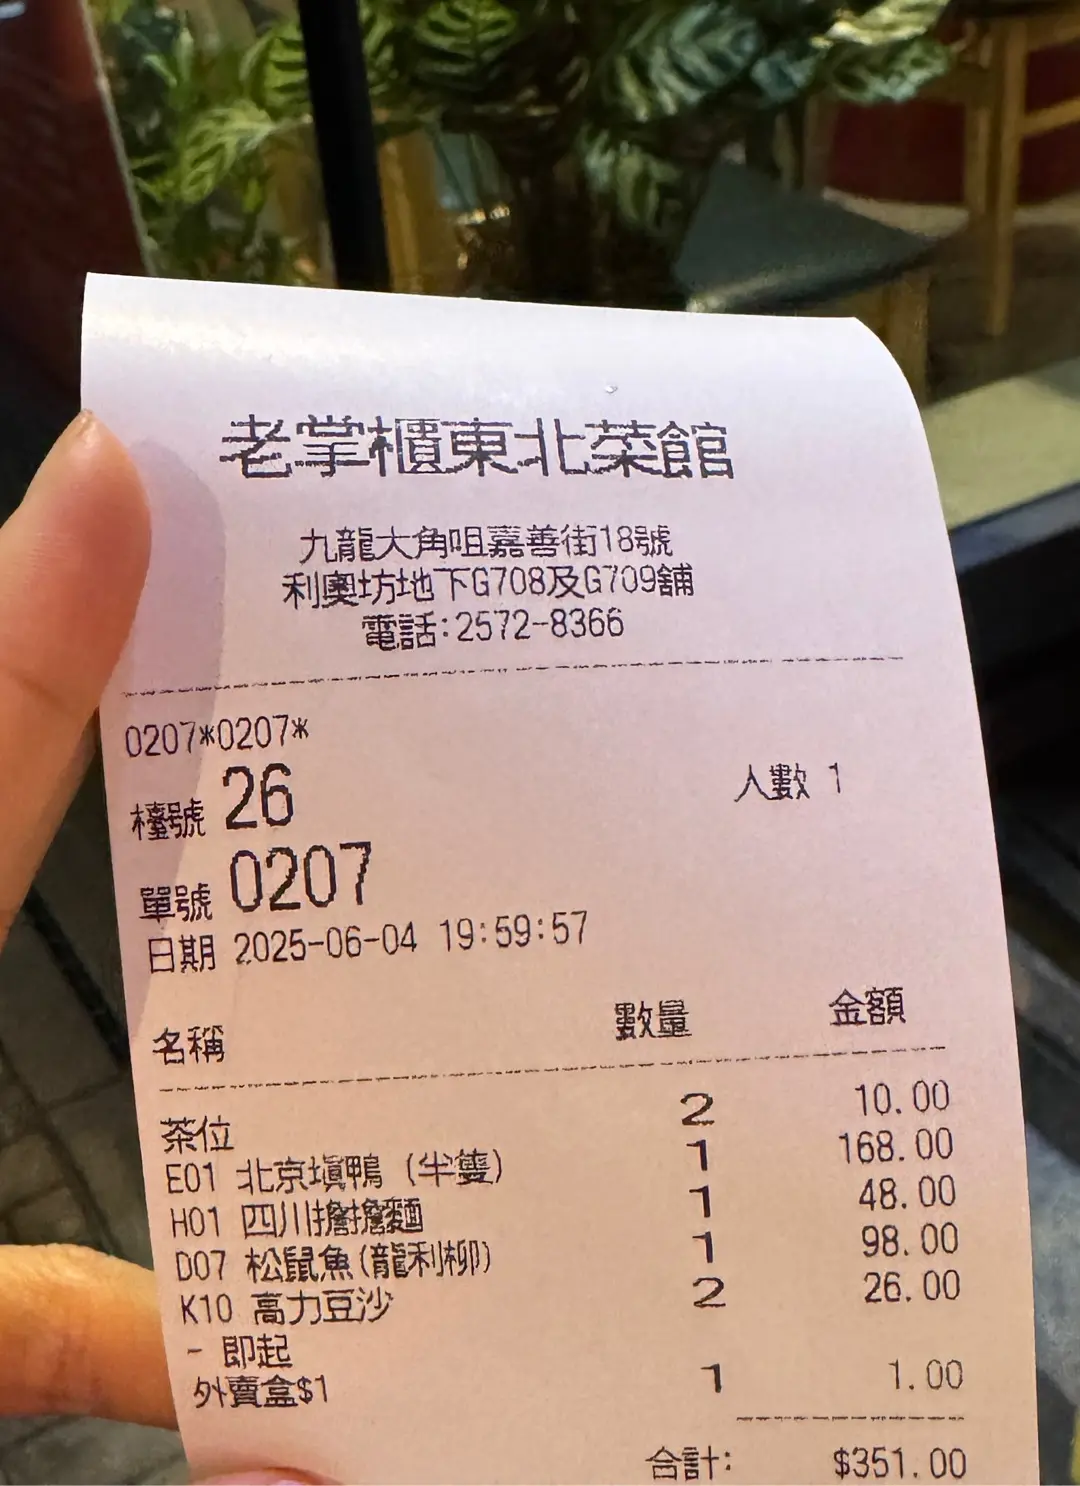 老掌櫃東北菜館
九龍大角咀嘉善街18號
利奧坊地下G708及G709舖
電話:2572-8366
0207*0207*
檯號 26 人數 1
單號 0207
日期 2025-06-04 19:59:57
名稱 數量 金額
茶位 2 10.00
E01 北京填鴨 (半隻) 1 168.00
H01 四川擔擔麵 1 48.00
D07 松鼠魚(龍利柳) 1 98.00
K10 高力豆沙 2 26.00
- 即起
外賣盒$1 1 1.00
合計: $351.00